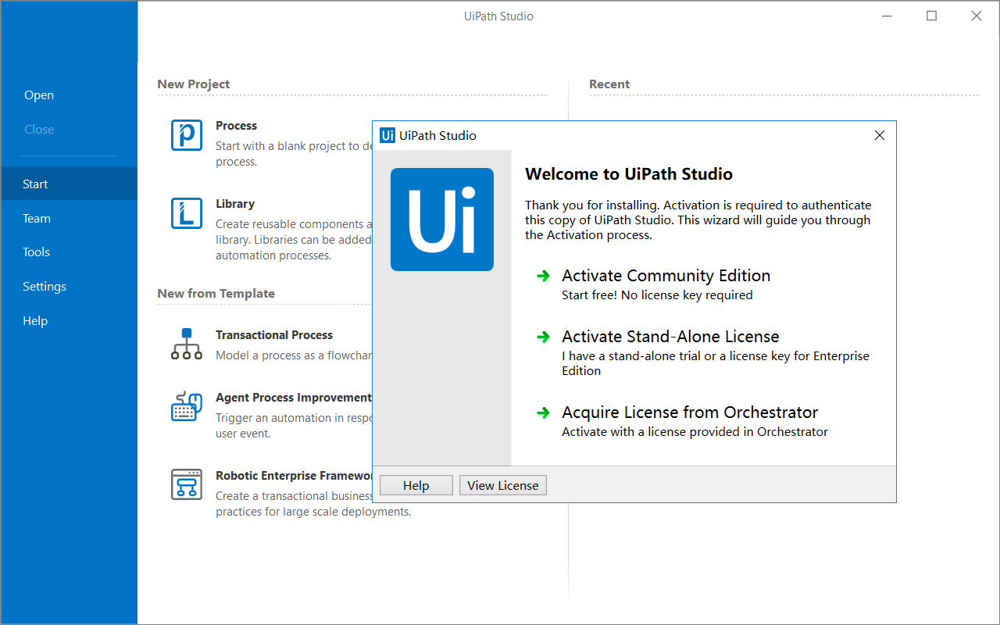 UiPath Studio
Open
Close
Start
Team
Tools
Settings
Help
New Project
Process
Start with a blank project to
process.
Library
Create reusable components
library. Libraries can be added
automation processes.
New from Template
Transactional Process
Model a process as a
Agent Process Improvement
Trigger an automation in
user event.
Robotic Enterprise
Create a transactional business
practices for large scale deployments.
Recent
Ui UiPath Studio
Ui
Welcome to UiPath Studio
Thank you for installing. Activation is required to authenticate
this copy of UiPath Studio. This wizard will guide you through
the Activation process.
Activate Community Edition
Start free! No license key required
Activate Stand-Alone License
I have a stand-alone trial or a license key for Enterprise
Edition
Acquire License from Orchestrator
Activate with a license provided in Orchestrator
Help
View License